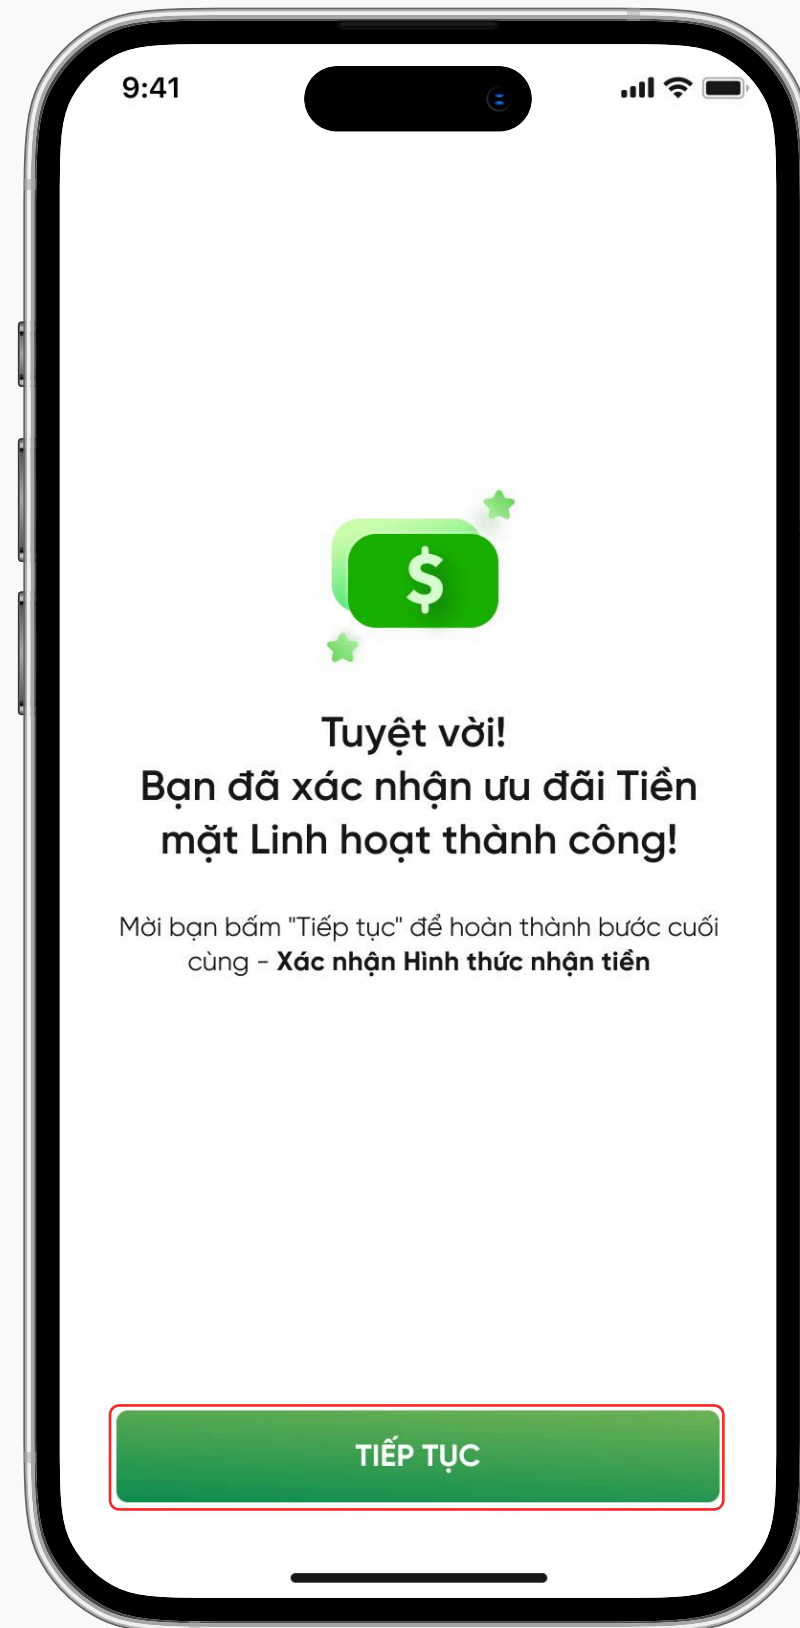 9:41
$
Tuyệt vời!
Bạn đã xác nhận ưu đãi Tiền
mặt Linh hoạt thành công!
Mời bạn bấm "Tiếp tục" để hoàn thành bước cuối
cùng - Xác nhận Hình thức nhận tiền
TIẾP TỤC